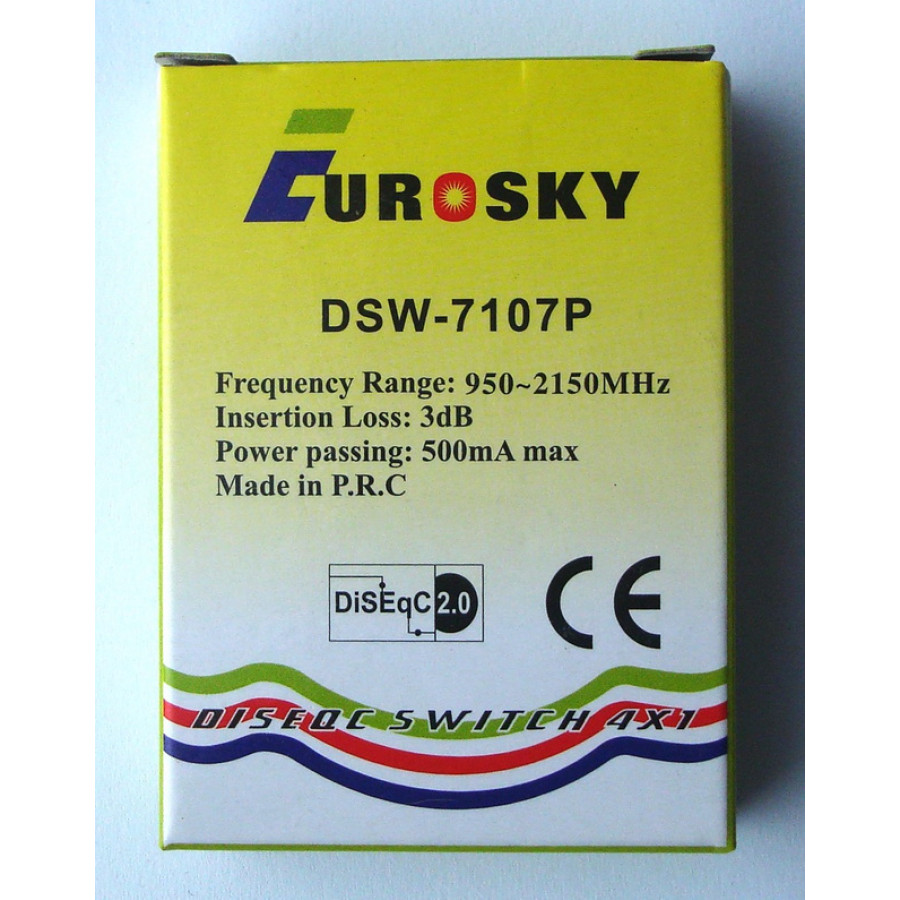 EUROSKY
DSW-7107P
Frequency Range: 950~2150MHz
Insertion Loss: 3dB
Power passing: 500mA max
Made in P.R.C
DiSEqC 2.0
CE
DISEQC SWITCH 4X1